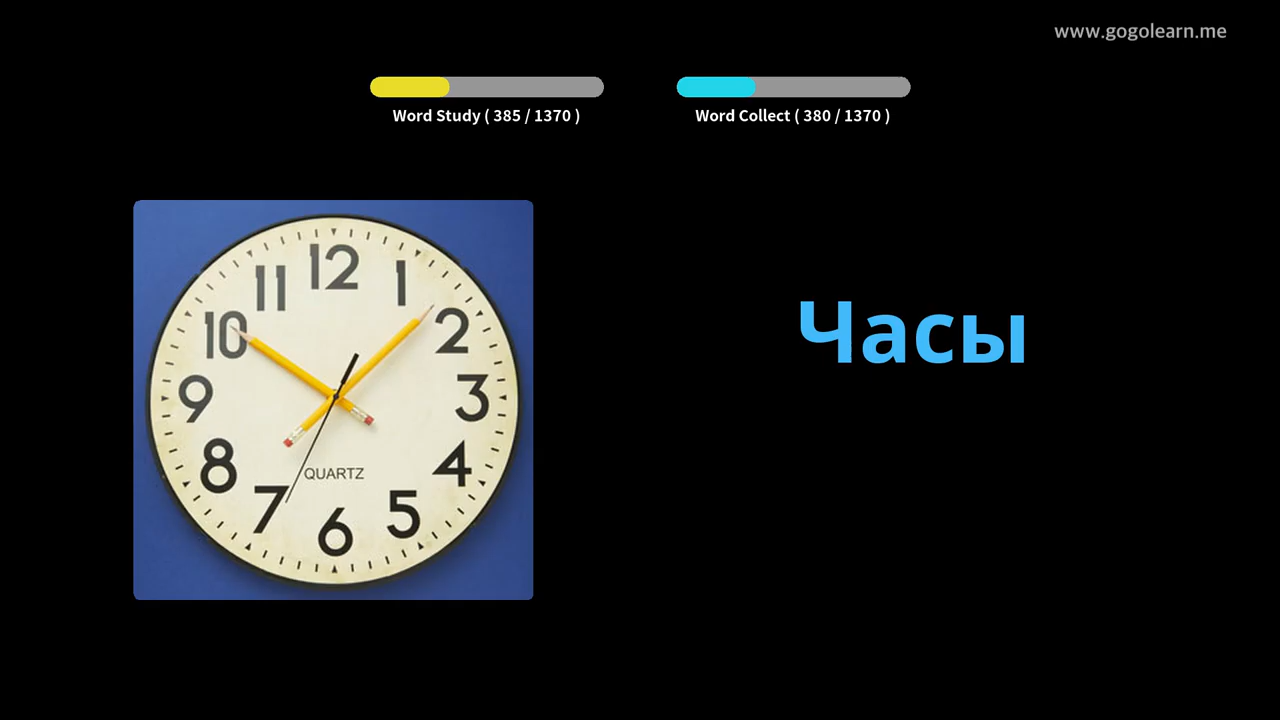 www.gogolearn.me
Word Study ( 385 / 1370 )
Word Collect ( 380 / 1370 )
12
11
1
10
2
9
3
8
4
7
5
6
QUARTZ
Часы